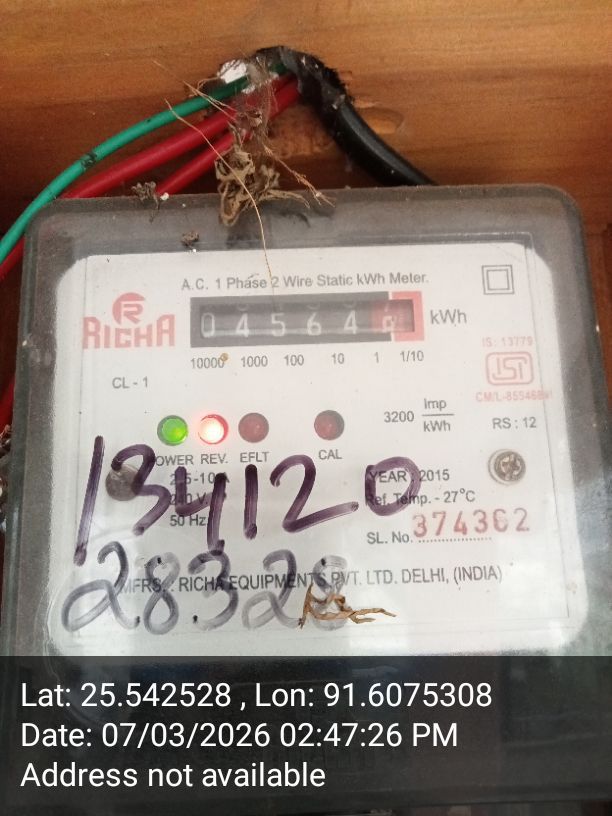 A.C. 1 Phase 2 Wire Static kWh Meter.
R
RICHA
0 4 5 6 4
kWh
10000 1000 100 10 1 1/10
IS: 13779
ISI
CL - 1
3200 Imp/kWh
RS : 12
POWER REV. EFLT CAL
134120
YEAR 2015
Ref. Temp. - 27°C
50 Hz
SL. No. 374362
28328
MFRS. : RICHA EQUIPMENTS PVT. LTD. DELHI, (INDIA)
Lat: 25.542528 , Lon: 91.6075308
Date: 07/03/2026 02:47:26 PM
Address not available